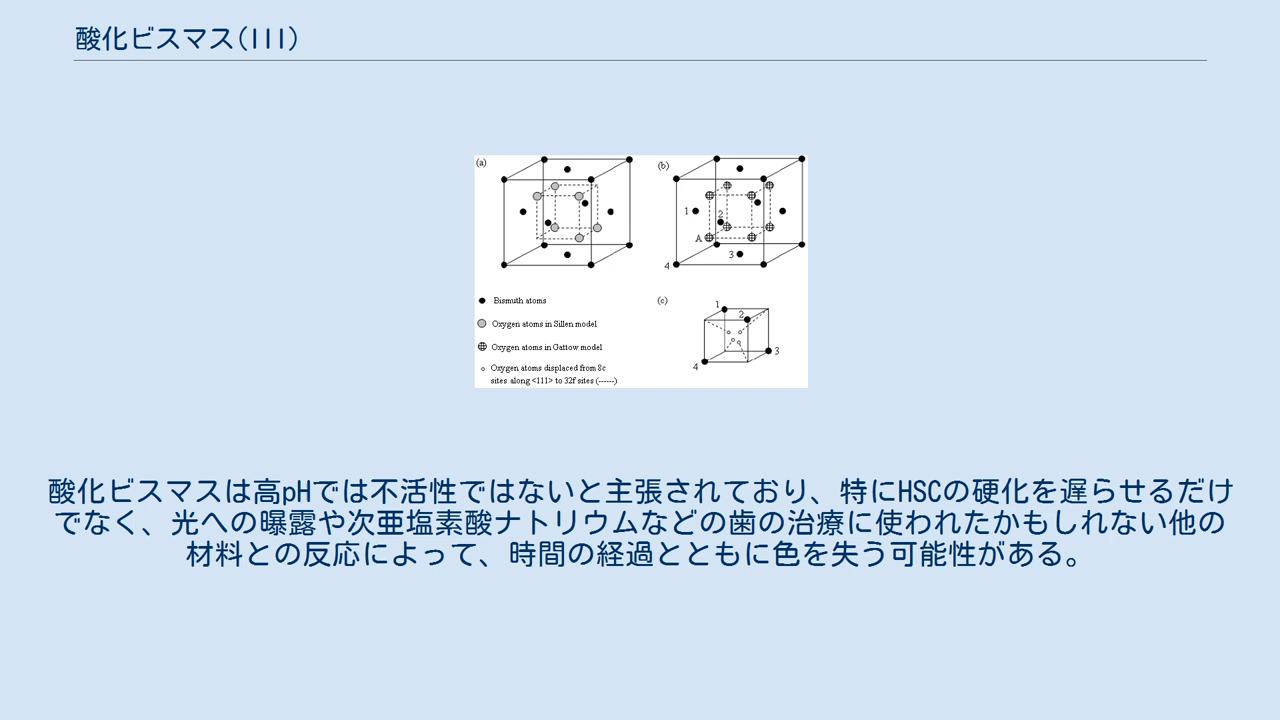 酸化ビスマス(III)
(a)
(b)
1
2
A
3
4
Bismuth atoms
Oxygen atoms in Sillen model
Oxygen atoms in Gattow model
Oxygen atoms displaced from 8c
sites along <111> to 32f sites (------)
(c)
1
2
3
4
酸化ビスマスは高pHでは不活性ではないと主張されており、特にHSCの硬化を遅らせるだけ
でなく、光への曝露や次亜塩素酸ナトリウムなどの歯の治療に使われたかもしれない他の
材料との反応によって、時間の経過とともに色を失う可能性がある。